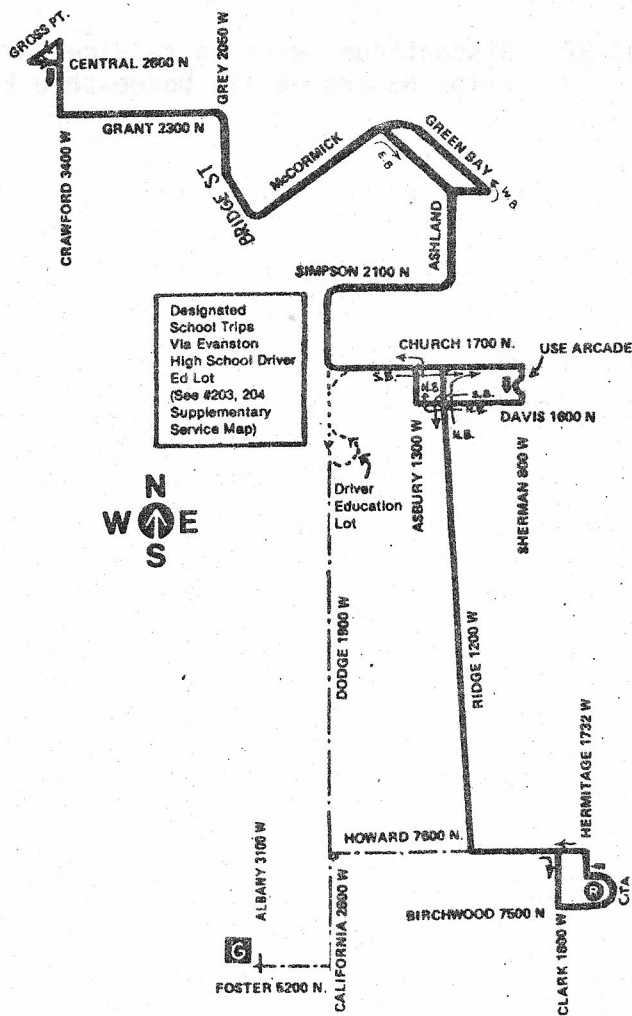 GROSS PT.
CENTRAL 2600 N
GREY 2050 W
GRANT 2300 N
CRAWFORD 3400 W
BRIDGE ST
McCORMICK
GREEN BAY
E.B.
W.B.
ASHLAND
SIMPSON 2100 N
Designated
School Trips
Via Evanston
High School Driver
Ed Lot
(See #203, 204
Supplementary
Service Map)
CHURCH 1700 N.
USE ARCADE
S.B.
N.B.
S.B.
N.B.
N.B.
DAVIS 1600 N
ASBURY 1300 W
SHERMAN 800 W
N
W E
S
Driver
Education
Lot
DODGE 1900 W
RIDGE 1200 W
HERMITAGE 1732 W
HOWARD 7600 N.
ALBANY 3100 W
R
CTA
BIRCHWOOD 7500 N
CALIFORNIA 2800 W
CLARK 1800 W
G
FOSTER 5200 N.